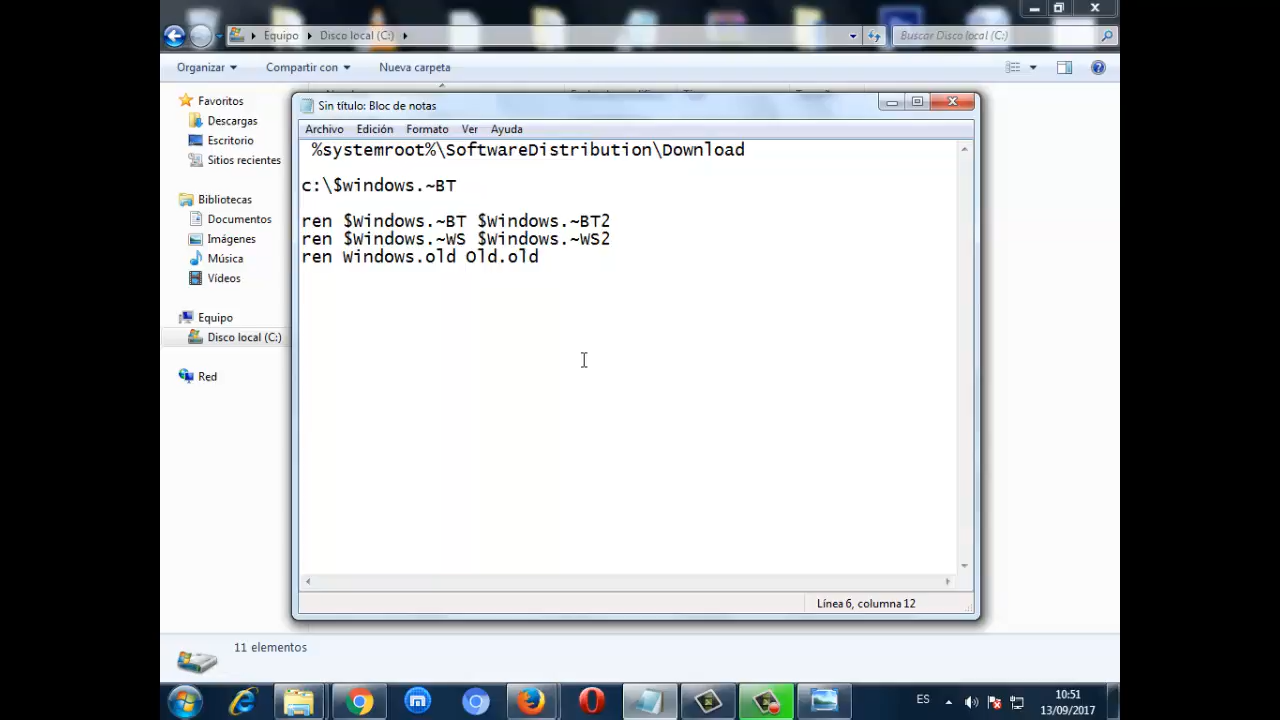 Equipo
Disco local (C:)
Buscar Disco local (C:)
Organizar
Compartir con
Nueva carpeta
Favoritos
Descargas
Escritorio
Sitios recientes
Bibliotecas
Documentos
Imágenes
Música
Vídeos
Equipo
Disco local (C:)
Red
Sin título: Bloc de notas
Archivo Edición Formato Ver Ayuda
%systemroot%\SoftwareDistribution\Download
c:\$windows.~BT
ren $Windows.~BT $Windows.~BT2
ren $Windows.~WS $Windows.~WS2
ren Windows.old Old.old
Línea 6, columna 12
11 elementos
ES
10:51
13/09/2017